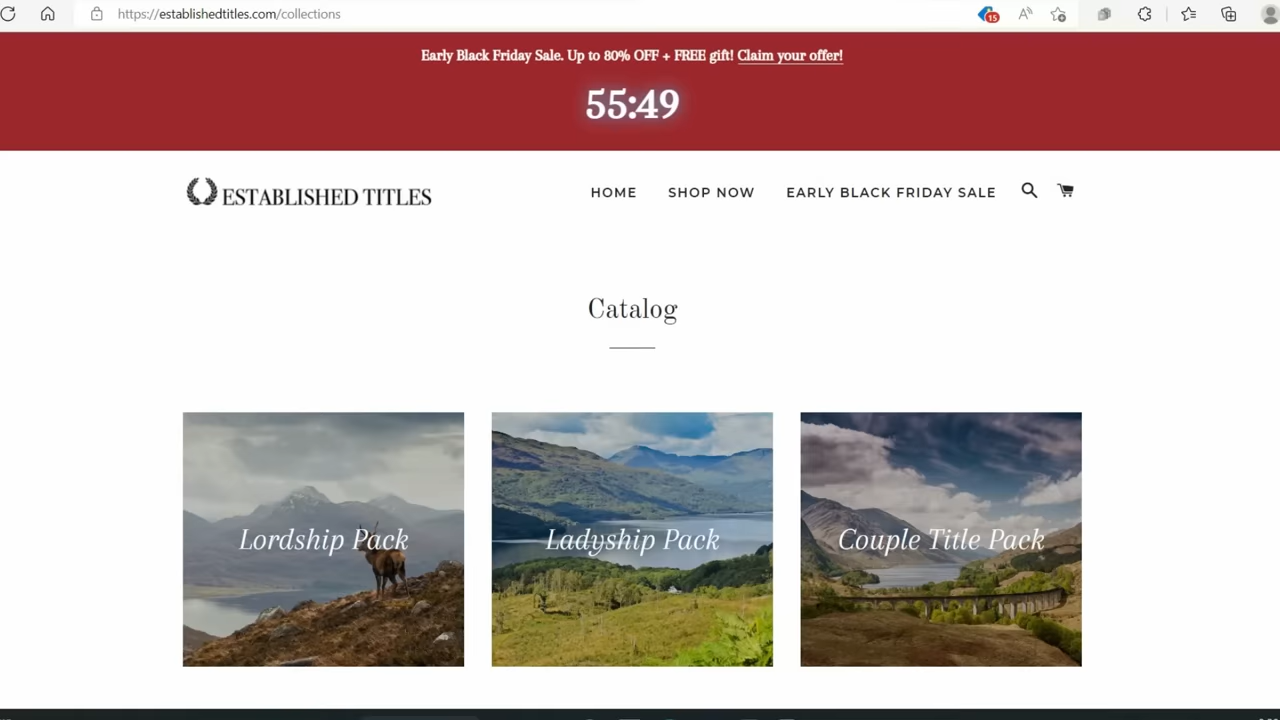 https://establishedtitles.com/collections
15
Early Black Friday Sale. Up to 80% OFF + FREE gift! Claim your offer!
55:49
ESTABLISHED TITLES
HOME SHOP NOW EARLY BLACK FRIDAY SALE
Catalog
Lordship Pack
Ladyship Pack
Couple Title Pack